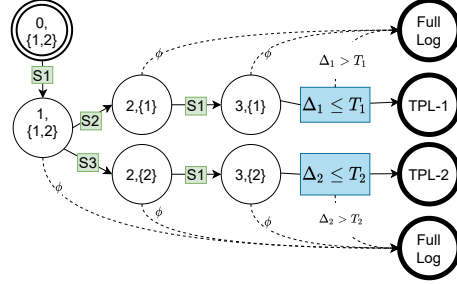 0,
{1,2}
S1
1,
{1,2}
S2
2,{1}
S1
3,{1}
Δ₁ ≤ T₁
TPL-1
S3
2,{2}
S1
3,{2}
Δ₂ ≤ T₂
TPL-2
ϕ
ϕ
Δ₁ > T₁
Full
Log
ϕ
ϕ
ϕ
Δ₂ > T₂
Full
Log